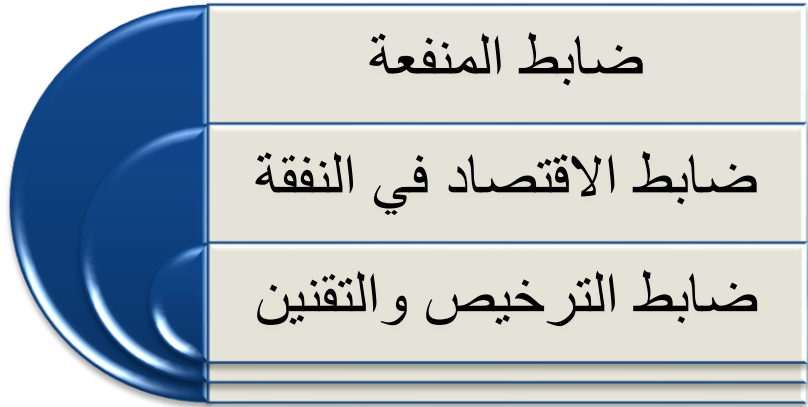 ضابط المنفعة
ضابط الاقتصاد في النفقة
ضابط الترخيص والتقنين